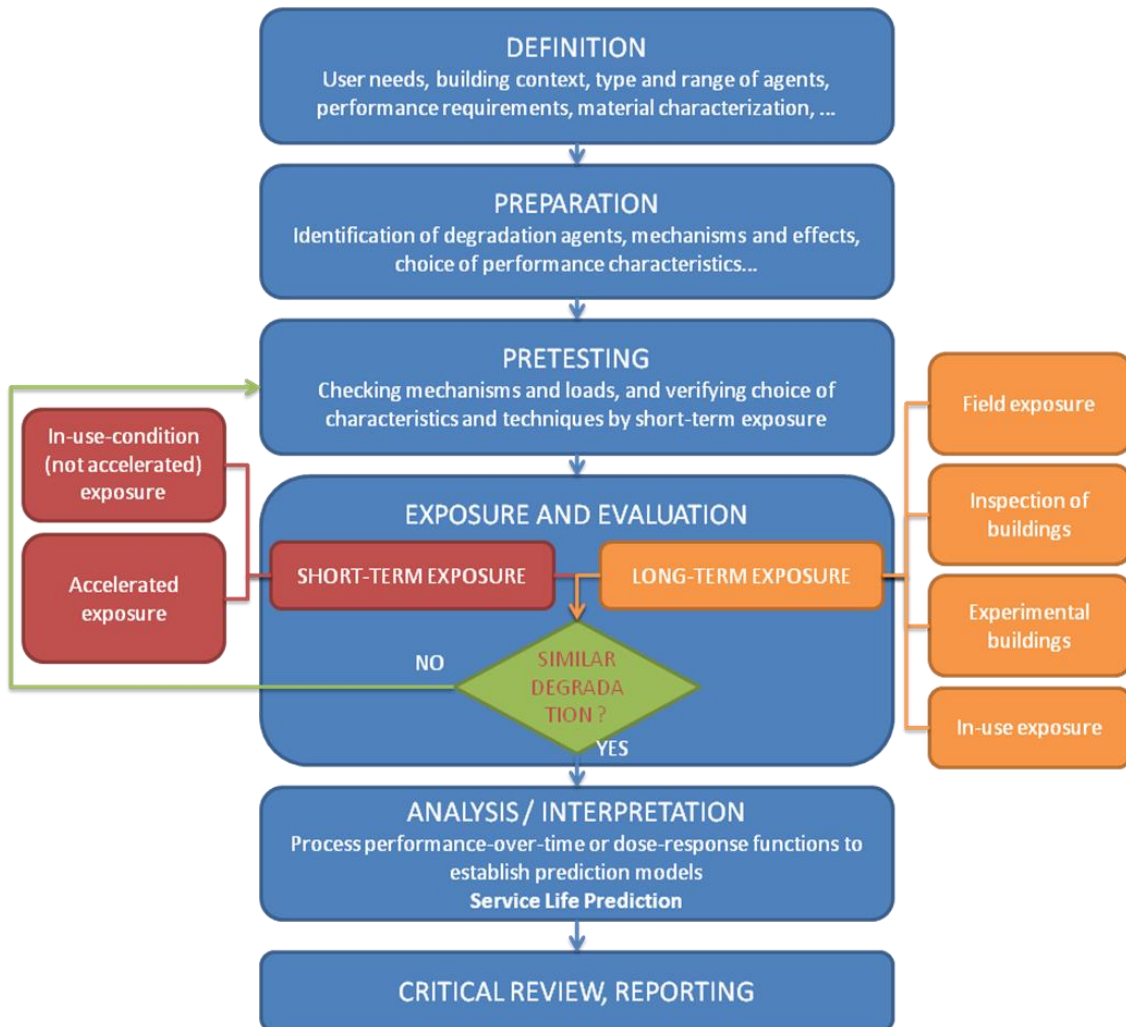 DEFINITION
User needs, building context, type and range of agents,
performance requirements, material characterization, ...
PREPARATION
Identification of degradation agents, mechanisms and effects,
choice of performance characteristics...
PRETESTING
Checking mechanisms and loads, and verifying choice of
characteristics and techniques by short-term exposure
In-use-condition
(not accelerated)
exposure
Accelerated
exposure
EXPOSURE AND EVALUATION
SHORT-TERM EXPOSURE
LONG-TERM EXPOSURE
Field exposure
Inspection of
buildings
Experimental
buildings
In-use exposure
NO
SIMILAR
DEGRADA
TION ?
YES
ANALYSIS / INTERPRETATION
Process performance-over-time or dose-response functions to
establish prediction models
Service Life Prediction
CRITICAL REVIEW, REPORTING